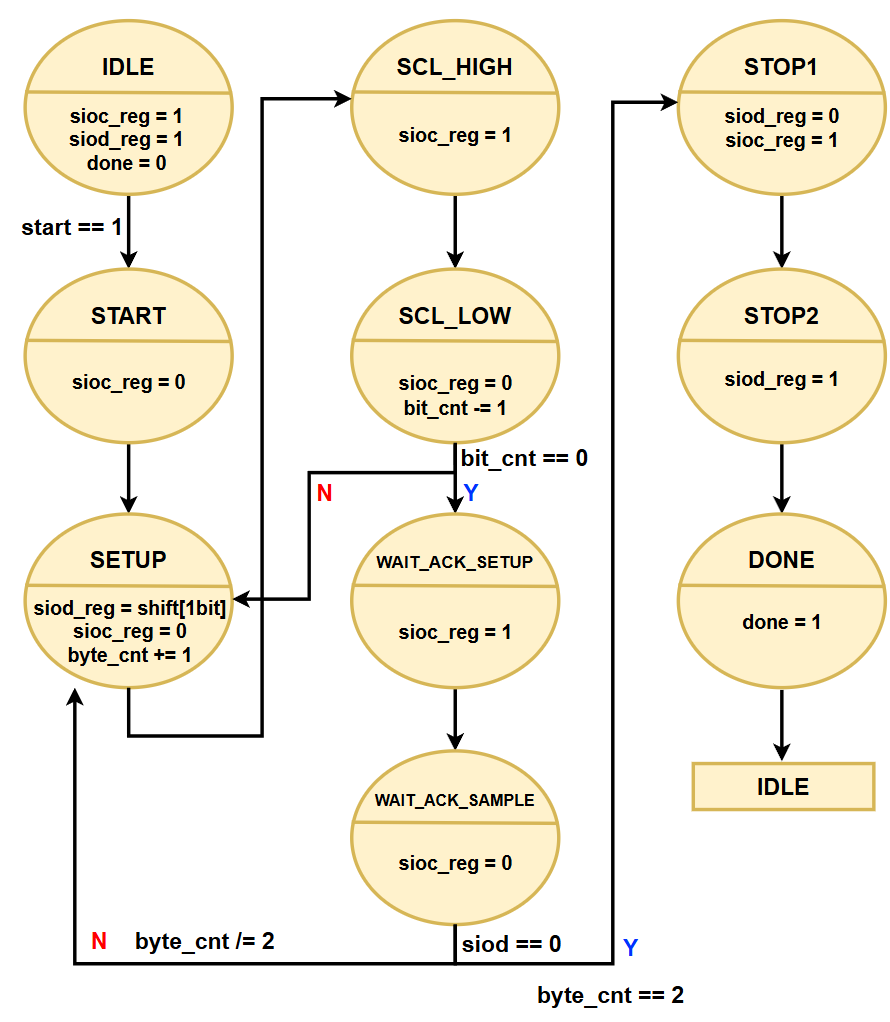 IDLE
sioc_reg = 1
siod_reg = 1
done = 0
start == 1
START
sioc_reg = 0
SETUP
siod_reg = shift[1bit]
sioc_reg = 0
byte_cnt += 1
SCL_HIGH
sioc_reg = 1
SCL_LOW
sioc_reg = 0
bit_cnt -= 1
bit_cnt == 0
N
Y
WAIT_ACK_SETUP
sioc_reg = 1
WAIT_ACK_SAMPLE
sioc_reg = 0
siod == 0
N
byte_cnt /= 2
Y
byte_cnt == 2
STOP1
siod_reg = 0
sioc_reg = 1
STOP2
siod_reg = 1
DONE
done = 1
IDLE